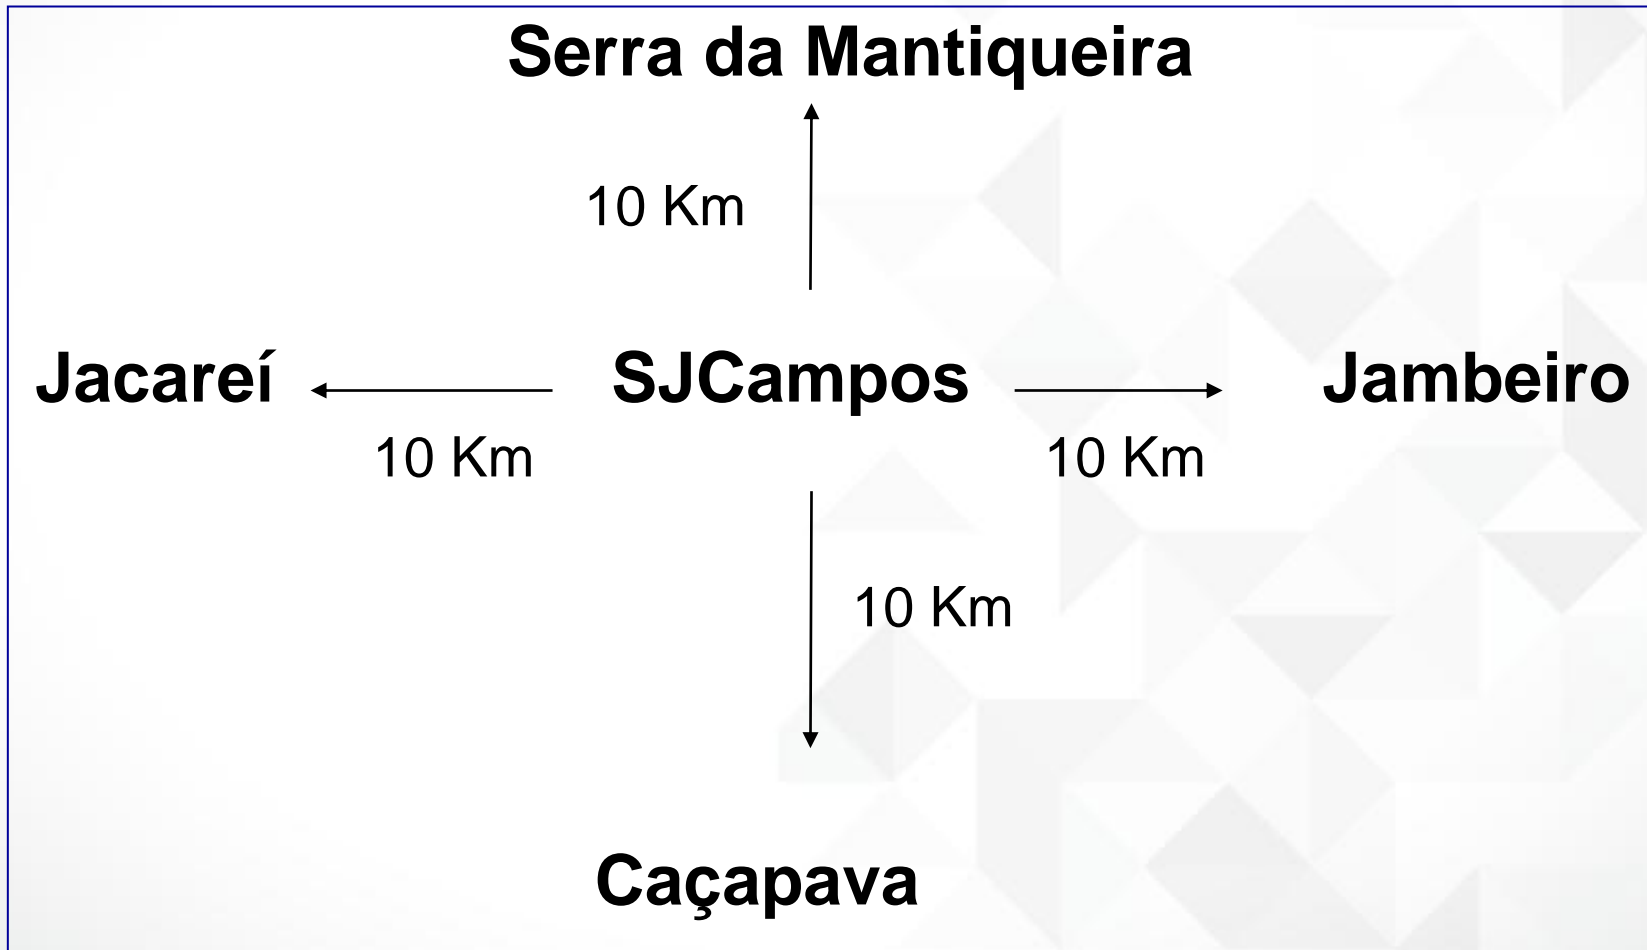 Serra da Mantiqueira
10 Km
Jacareí SJCampos Jambeiro
10 Km 10 Km
10 Km
Caçapava